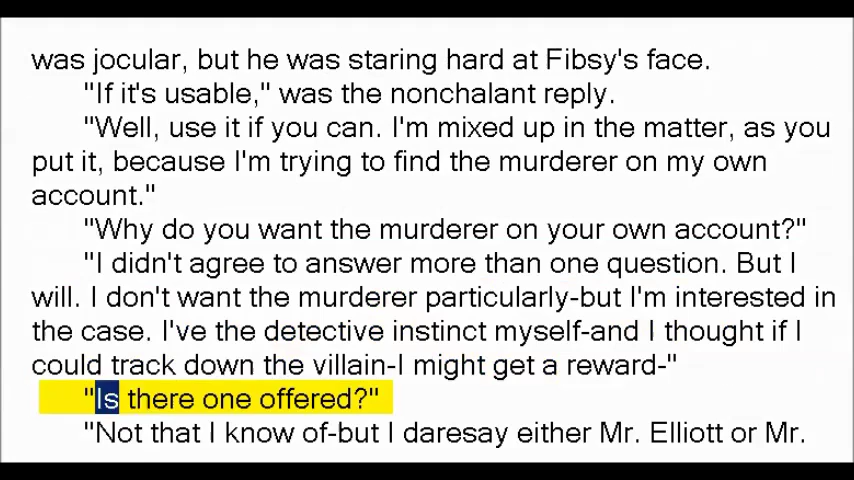 was jocular, but he was staring hard at Fibsy's face.
"If it's usable," was the nonchalant reply.
"Well, use it if you can. I'm mixed up in the matter, as you
put it, because I'm trying to find the murderer on my own
account."
"Why do you want the murderer on your own account?"
"I didn't agree to answer more than one question. But I
will. I don't want the murderer particularly-but I'm interested in
the case. I've the detective instinct myself-and I thought if I
could track down the villain-I might get a reward-"
"Is there one offered?"
"Not that I know of-but I daresay either Mr. Elliott or Mr.